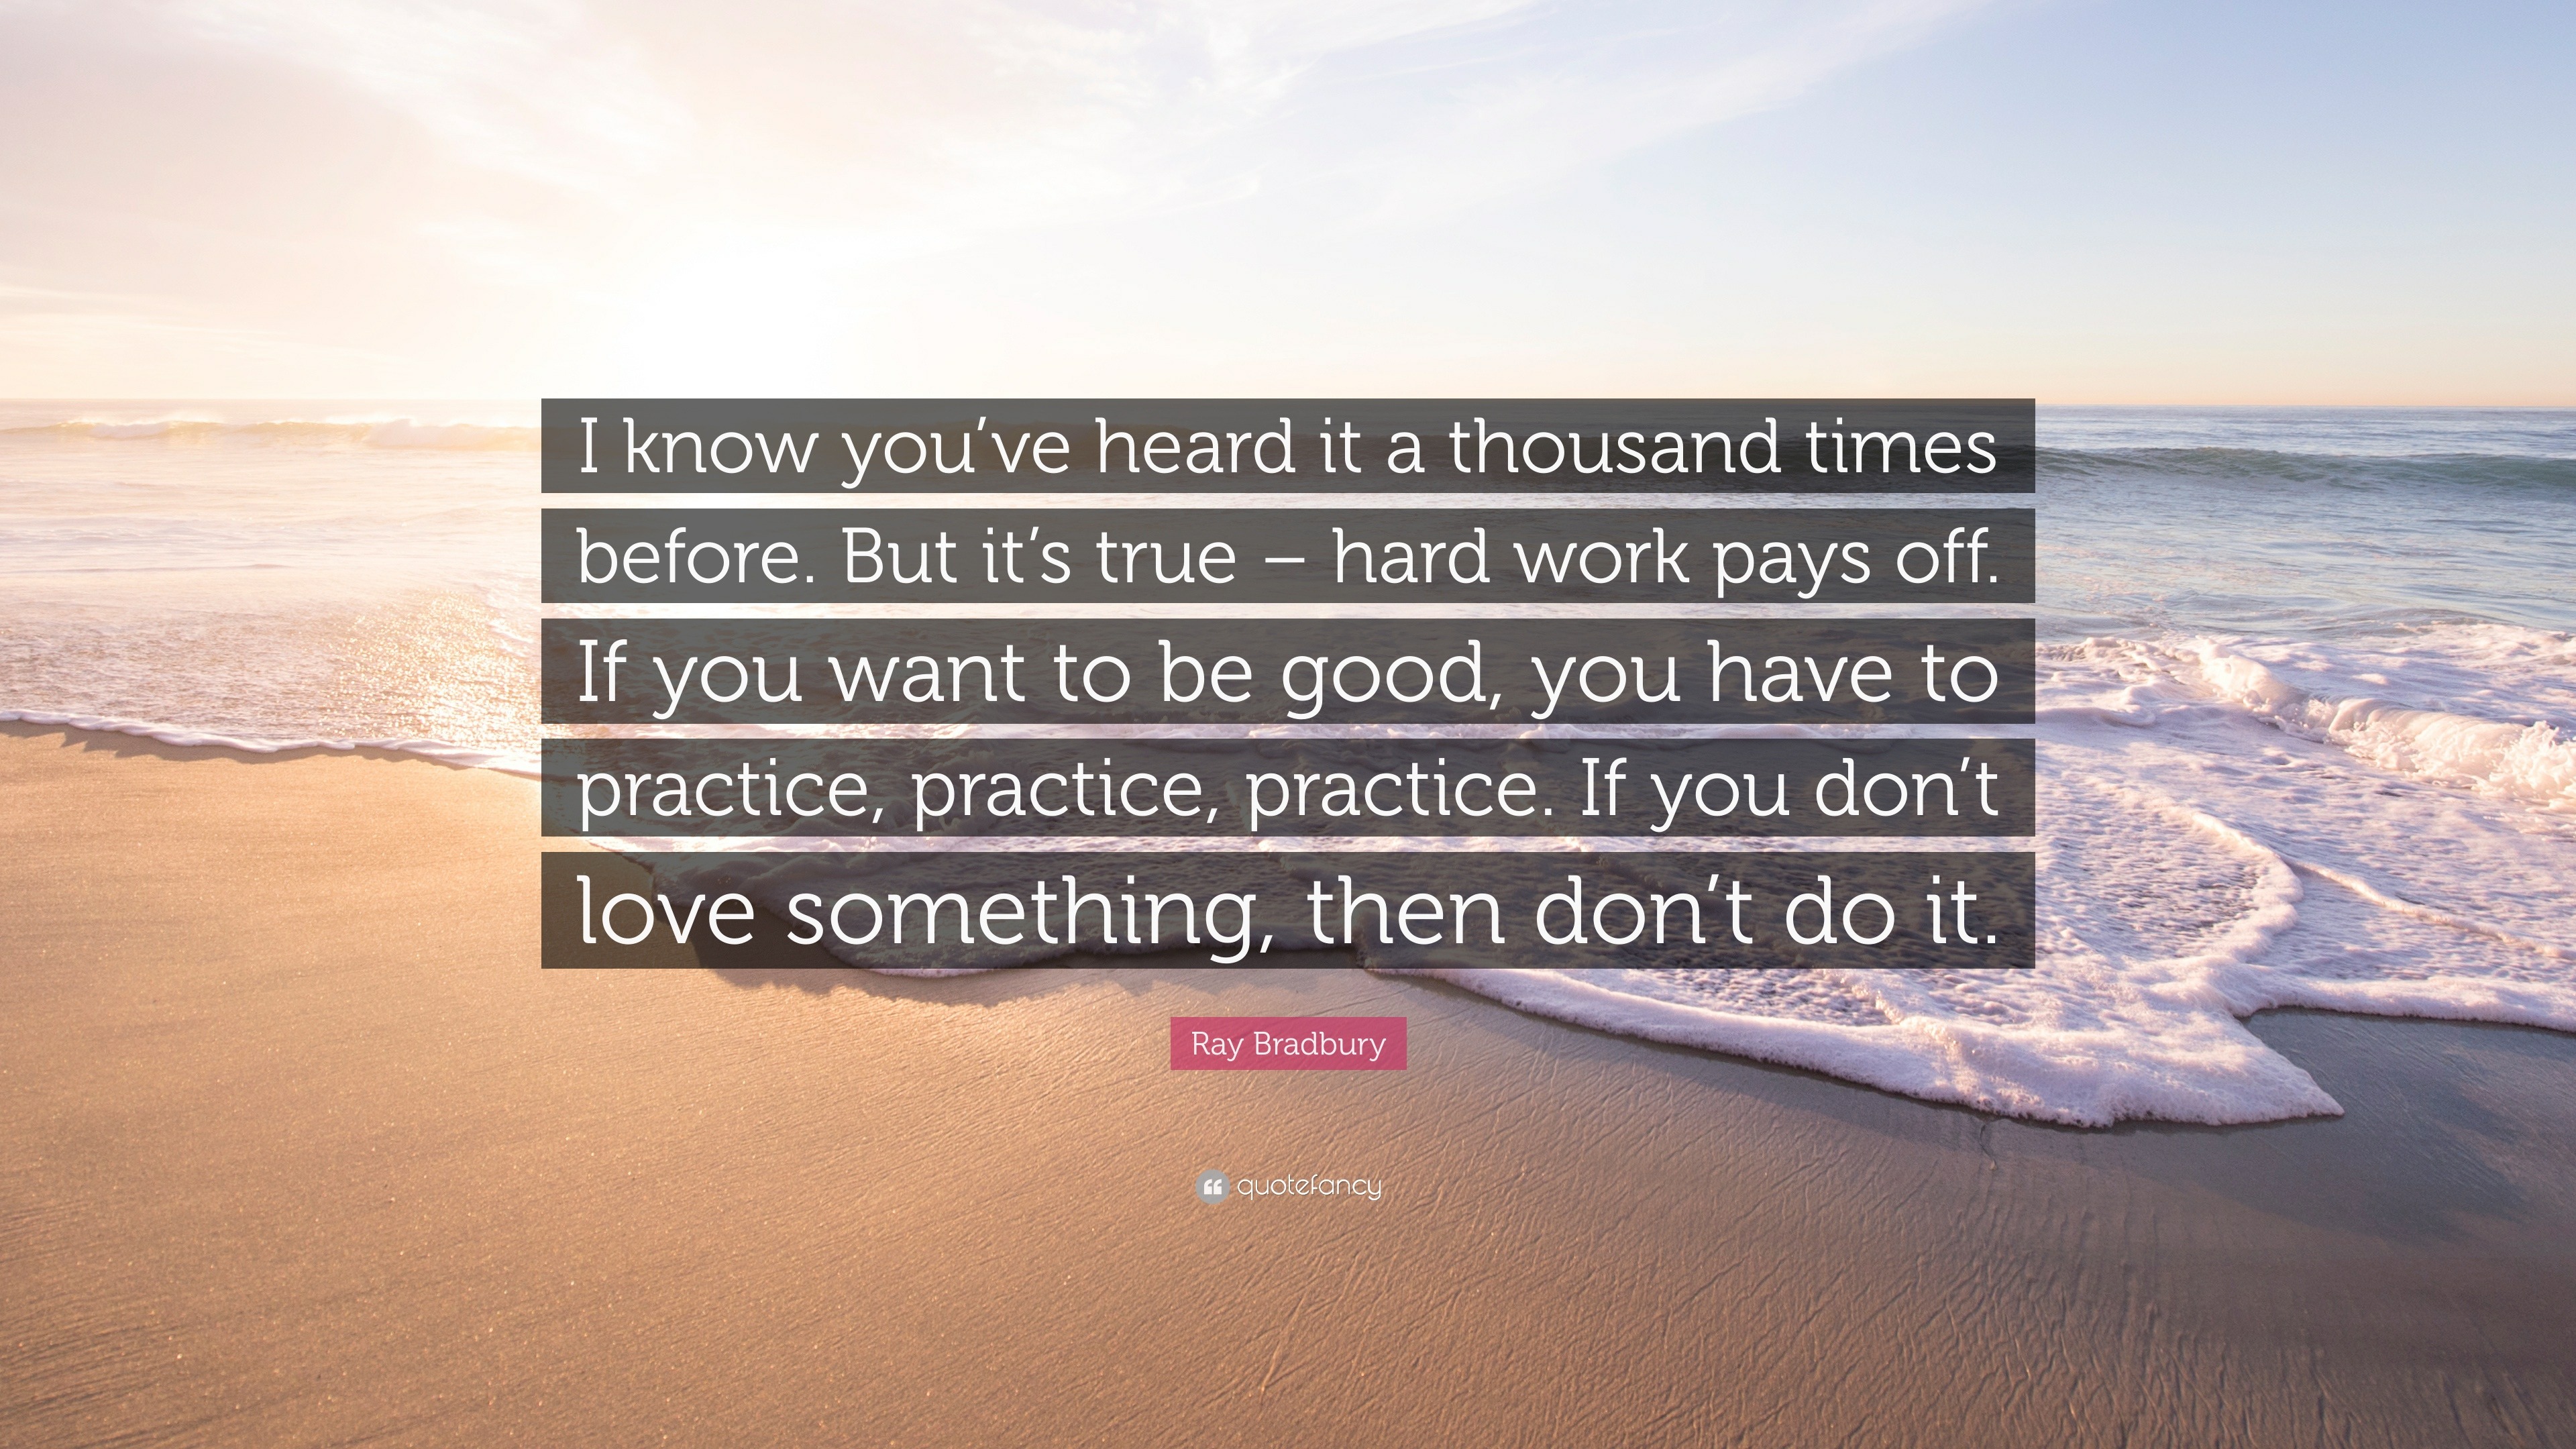 I know you’ve heard it a thousand times
before. But it’s true – hard work pays off.
If you want to be good, you have to
practice, practice, practice. If you don’t
love something, then don’t do it.
Ray Bradbury
quotefancy